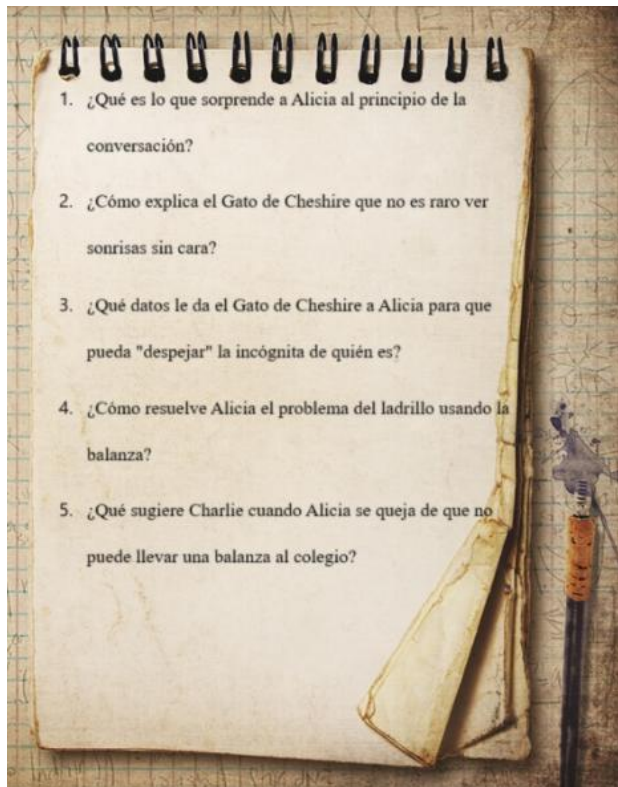 1. ¿Qué es lo que sorprende a Alicia al principio de la
conversación?
2. ¿Cómo explica el Gato de Cheshire que no es raro ver
sonrisas sin cara?
3. ¿Qué datos le da el Gato de Cheshire a Alicia para que
pueda "despejar" la incógnita de quién es?
4. ¿Cómo resuelve Alicia el problema del ladrillo usando la
balanza?
5. ¿Qué sugiere Charlie cuando Alicia se queja de que no
puede llevar una balanza al colegio?